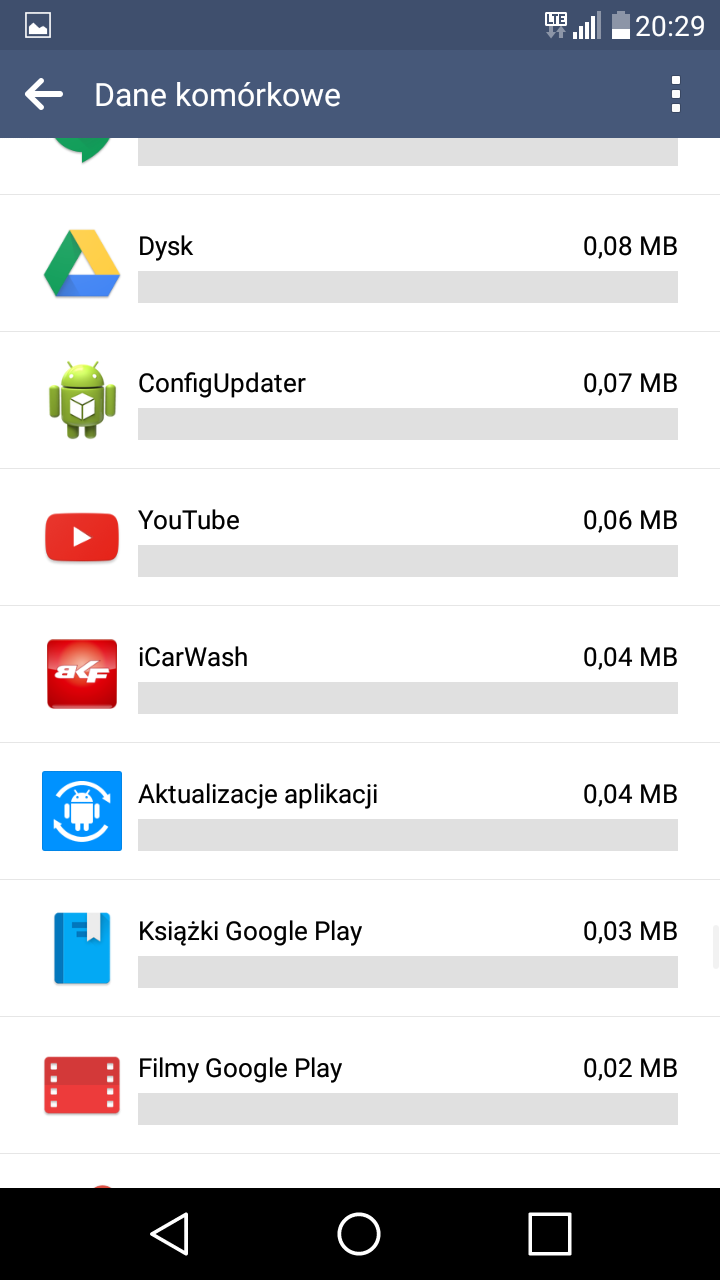 LTE 20:29
Dane komórkowe
Dysk 0,08 MB
ConfigUpdater 0,07 MB
YouTube 0,06 MB
iCarWash 0,04 MB
BKF
Aktualizacje aplikacji 0,04 MB
Książki Google Play 0,03 MB
Filmy Google Play 0,02 MB